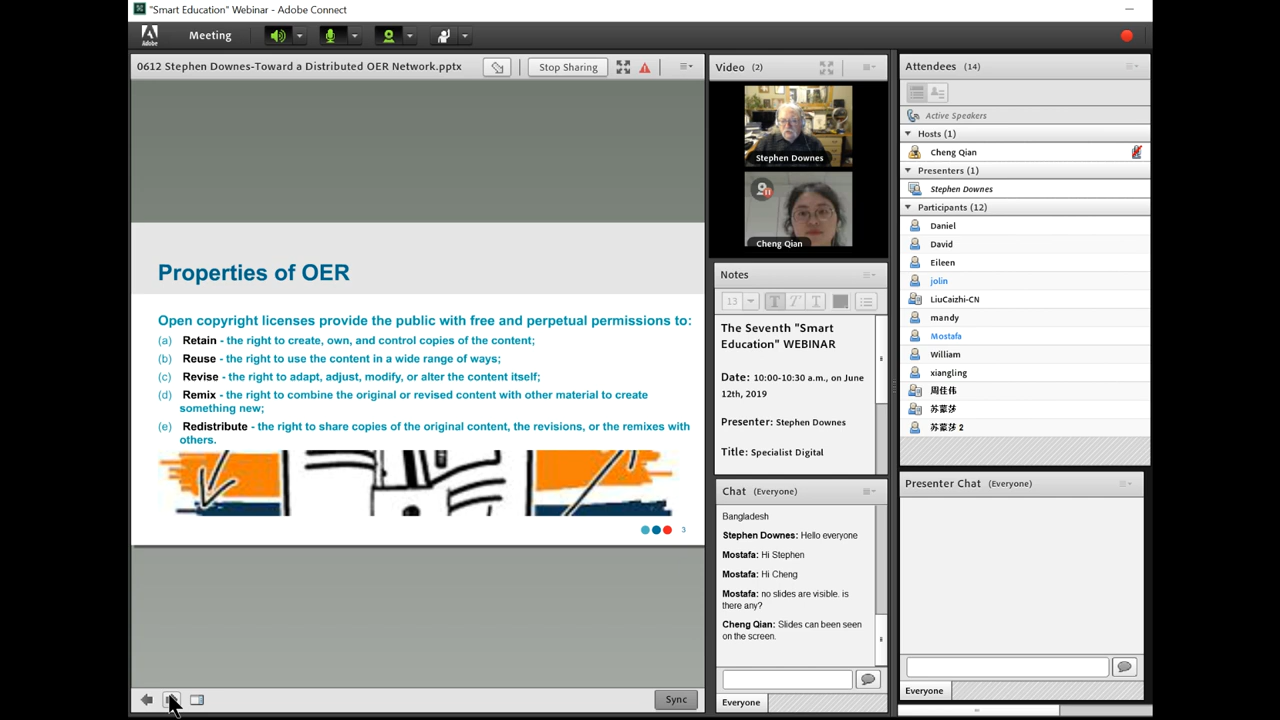 "Smart Education" Webinar - Adobe Connect
Adobe
Meeting
0612 Stephen Downes-Toward a Distributed OER Network.pptx
Stop Sharing
Properties of OER
Open copyright licenses provide the public with free and perpetual permissions to:
(a) Retain - the right to create, own, and control copies of the content;
(b) Reuse - the right to use the content in a wide range of ways;
(c) Revise - the right to adapt, adjust, modify, or alter the content itself;
(d) Remix - the right to combine the original or revised content with other material to create
something new;
(e) Redistribute - the right to share copies of the original content, the revisions, or the remixes with
others.
3
Sync
Video (2)
Stephen Downes
Cheng Qian
Notes
13
T
T
T
The Seventh "Smart
Education" WEBINAR
Date: 10:00-10:30 a.m., on June
12th, 2019
Presenter: Stephen Downes
Title: Specialist Digital
Chat (Everyone)
Bangladesh
Stephen Downes: Hello everyone
Mostafa: Hi Stephen
Mostafa: Hi Cheng
Mostafa: no slides are visible. is
there any?
Cheng Qian: Slides can been seen
on the screen.
Everyone
Attendees (14)
Active Speakers
Hosts (1)
Cheng Qian
Presenters (1)
Stephen Downes
Participants (12)
Daniel
David
Eileen
jolin
LiuCaizhi-CN
mandy
Mostafa
William
xiangling
周佳伟
苏蒙莎
苏蒙莎 2
Presenter Chat (Everyone)
Everyone